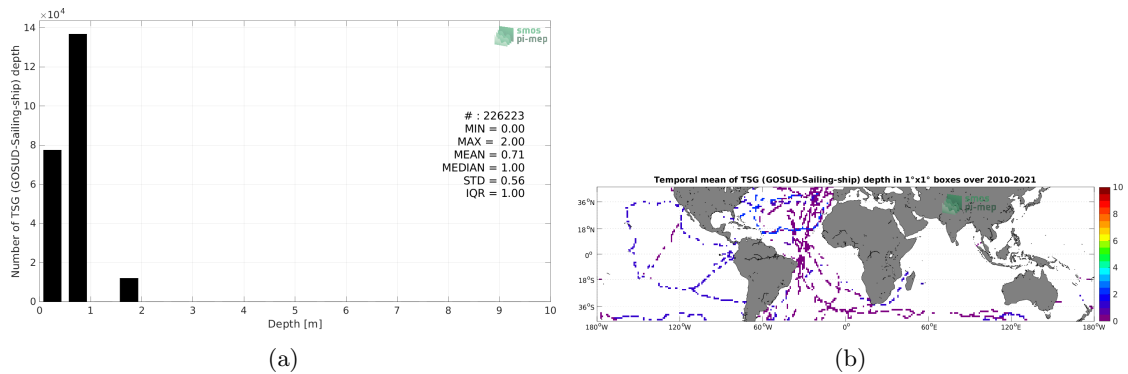 ×10⁴
14
12
10
8
6
4
2
0
Number of TSG (GOSUD-Sailing-ship) depth
smos
pi-mep
# : 226223
MIN = 0.00
MAX = 2.00
MEAN = 0.71
MEDIAN = 1.00
STD = 0.56
IQR = 1.00
0 1 2 3 4 5 6 7 8 9 10
Depth [m]
(a)
Temporal mean of TSG (GOSUD-Sailing-ship) depth in 1°x1° boxes over 2010-2021
smos
pi-mep
36°N
18°N
0°
18°S
36°S
180°W 120°W 60°W 0° 60°E 120°E 180°W
10
8
6
4
2
0
(b)